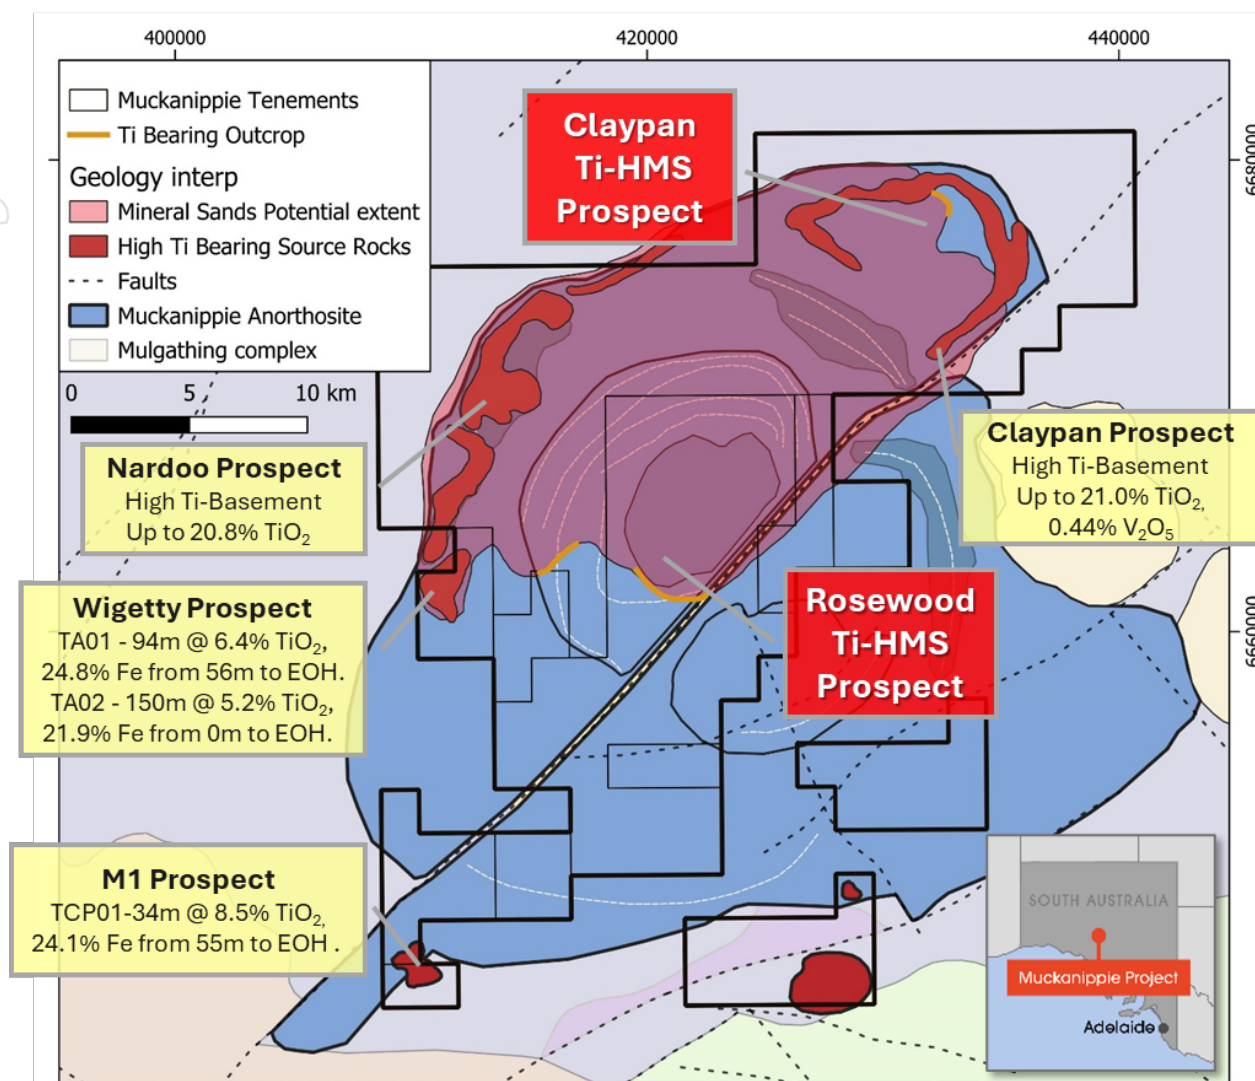 400000
420000
440000
6680000
6660000
Muckanippie Tenements
Ti Bearing Outcrop
Geology interp
Mineral Sands Potential extent
High Ti Bearing Source Rocks
Faults
Muckanippie Anorthosite
Mulgathing complex
0 5 10 km
Claypan
Ti-HMS
Prospect
Nardoo Prospect
High Ti-Basement
Up to 20.8% TiO₂
Claypan Prospect
High Ti-Basement
Up to 21.0% TiO₂,
0.44% V₂O₅
Wigetty Prospect
TA01 - 94m @ 6.4% TiO₂,
24.8% Fe from 56m to EOH.
TA02 - 150m @ 5.2% TiO₂,
21.9% Fe from 0m to EOH.
Rosewood
Ti-HMS
Prospect
M1 Prospect
TCP01-34m @ 8.5% TiO₂,
24.1% Fe from 55m to EOH .
SOUTH AUSTRALIA
Muckanippie Project
Adelaide